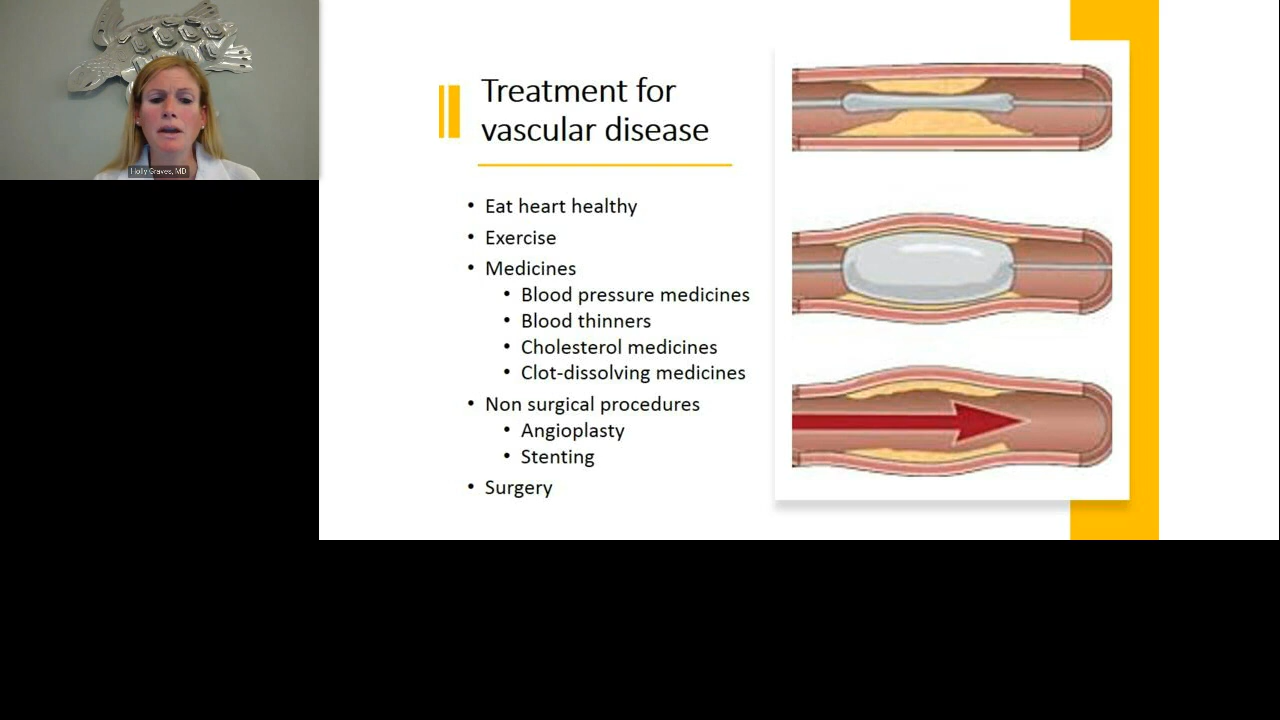 Holly Graves, MD
Treatment for
vascular disease
• Eat heart healthy
• Exercise
• Medicines
• Blood pressure medicines
• Blood thinners
• Cholesterol medicines
• Clot-dissolving medicines
• Non surgical procedures
• Angioplasty
• Stenting
• Surgery